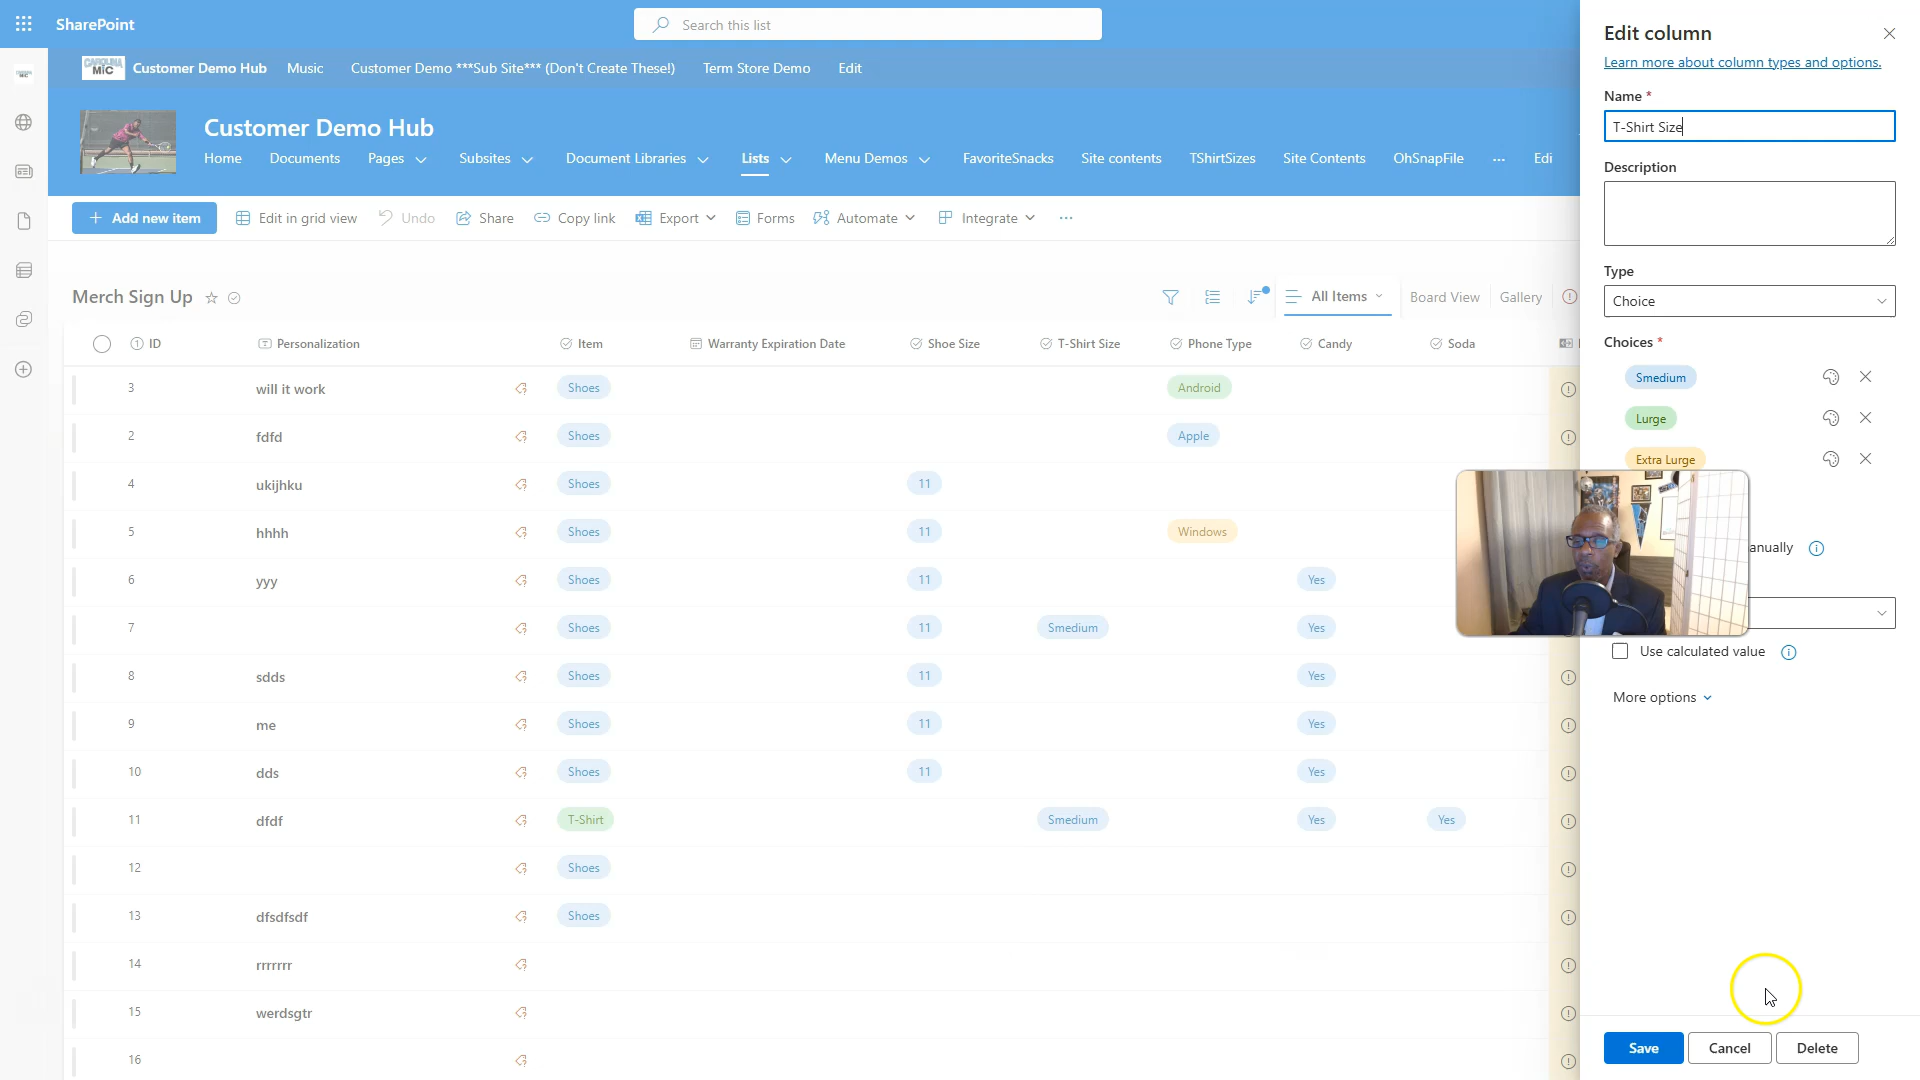 SharePoint
Search this list
CAROLINA
MiC
Customer Demo Hub
Music
Customer Demo ***Sub Site*** (Don't Create These!)
Term Store Demo
Edit
Customer Demo Hub
Home
Documents
Pages
Subsites
Document Libraries
Lists
Menu Demos
FavoriteSnacks
Site contents
TShirtSizes
Site Contents
OhSnapFile
...
Edi
+ Add new item
Edit in grid view
Undo
Share
Copy link
Export
Forms
Automate
Integrate
...
Merch Sign Up
All Items
Board View
Gallery
ID
Personalization
Item
Warranty Expiration Date
Shoe Size
T-Shirt Size
Phone Type
Candy
Soda
3 will it work Shoes Android
2 fdfd Shoes Apple
4 ukijhku Shoes 11
5 hhhh Shoes 11 Windows
6 yyy Shoes 11 Yes
7 Shoes 11 Smedium Yes
8 sdds Shoes 11 Yes
9 me Shoes 11 Yes
10 dds Shoes 11 Yes
11 dfdf T-Shirt Smedium Yes Yes
12 Shoes
13 dfsdfsdf Shoes
14 rrrrrrr
15 werdsgtr
16
Edit column
Learn more about column types and options.
Name *
T-Shirt Size
Description
Type
Choice
Choices *
Smedium
Lurge
Extra Lurge
anually
Use calculated value
More options
Save
Cancel
Delete